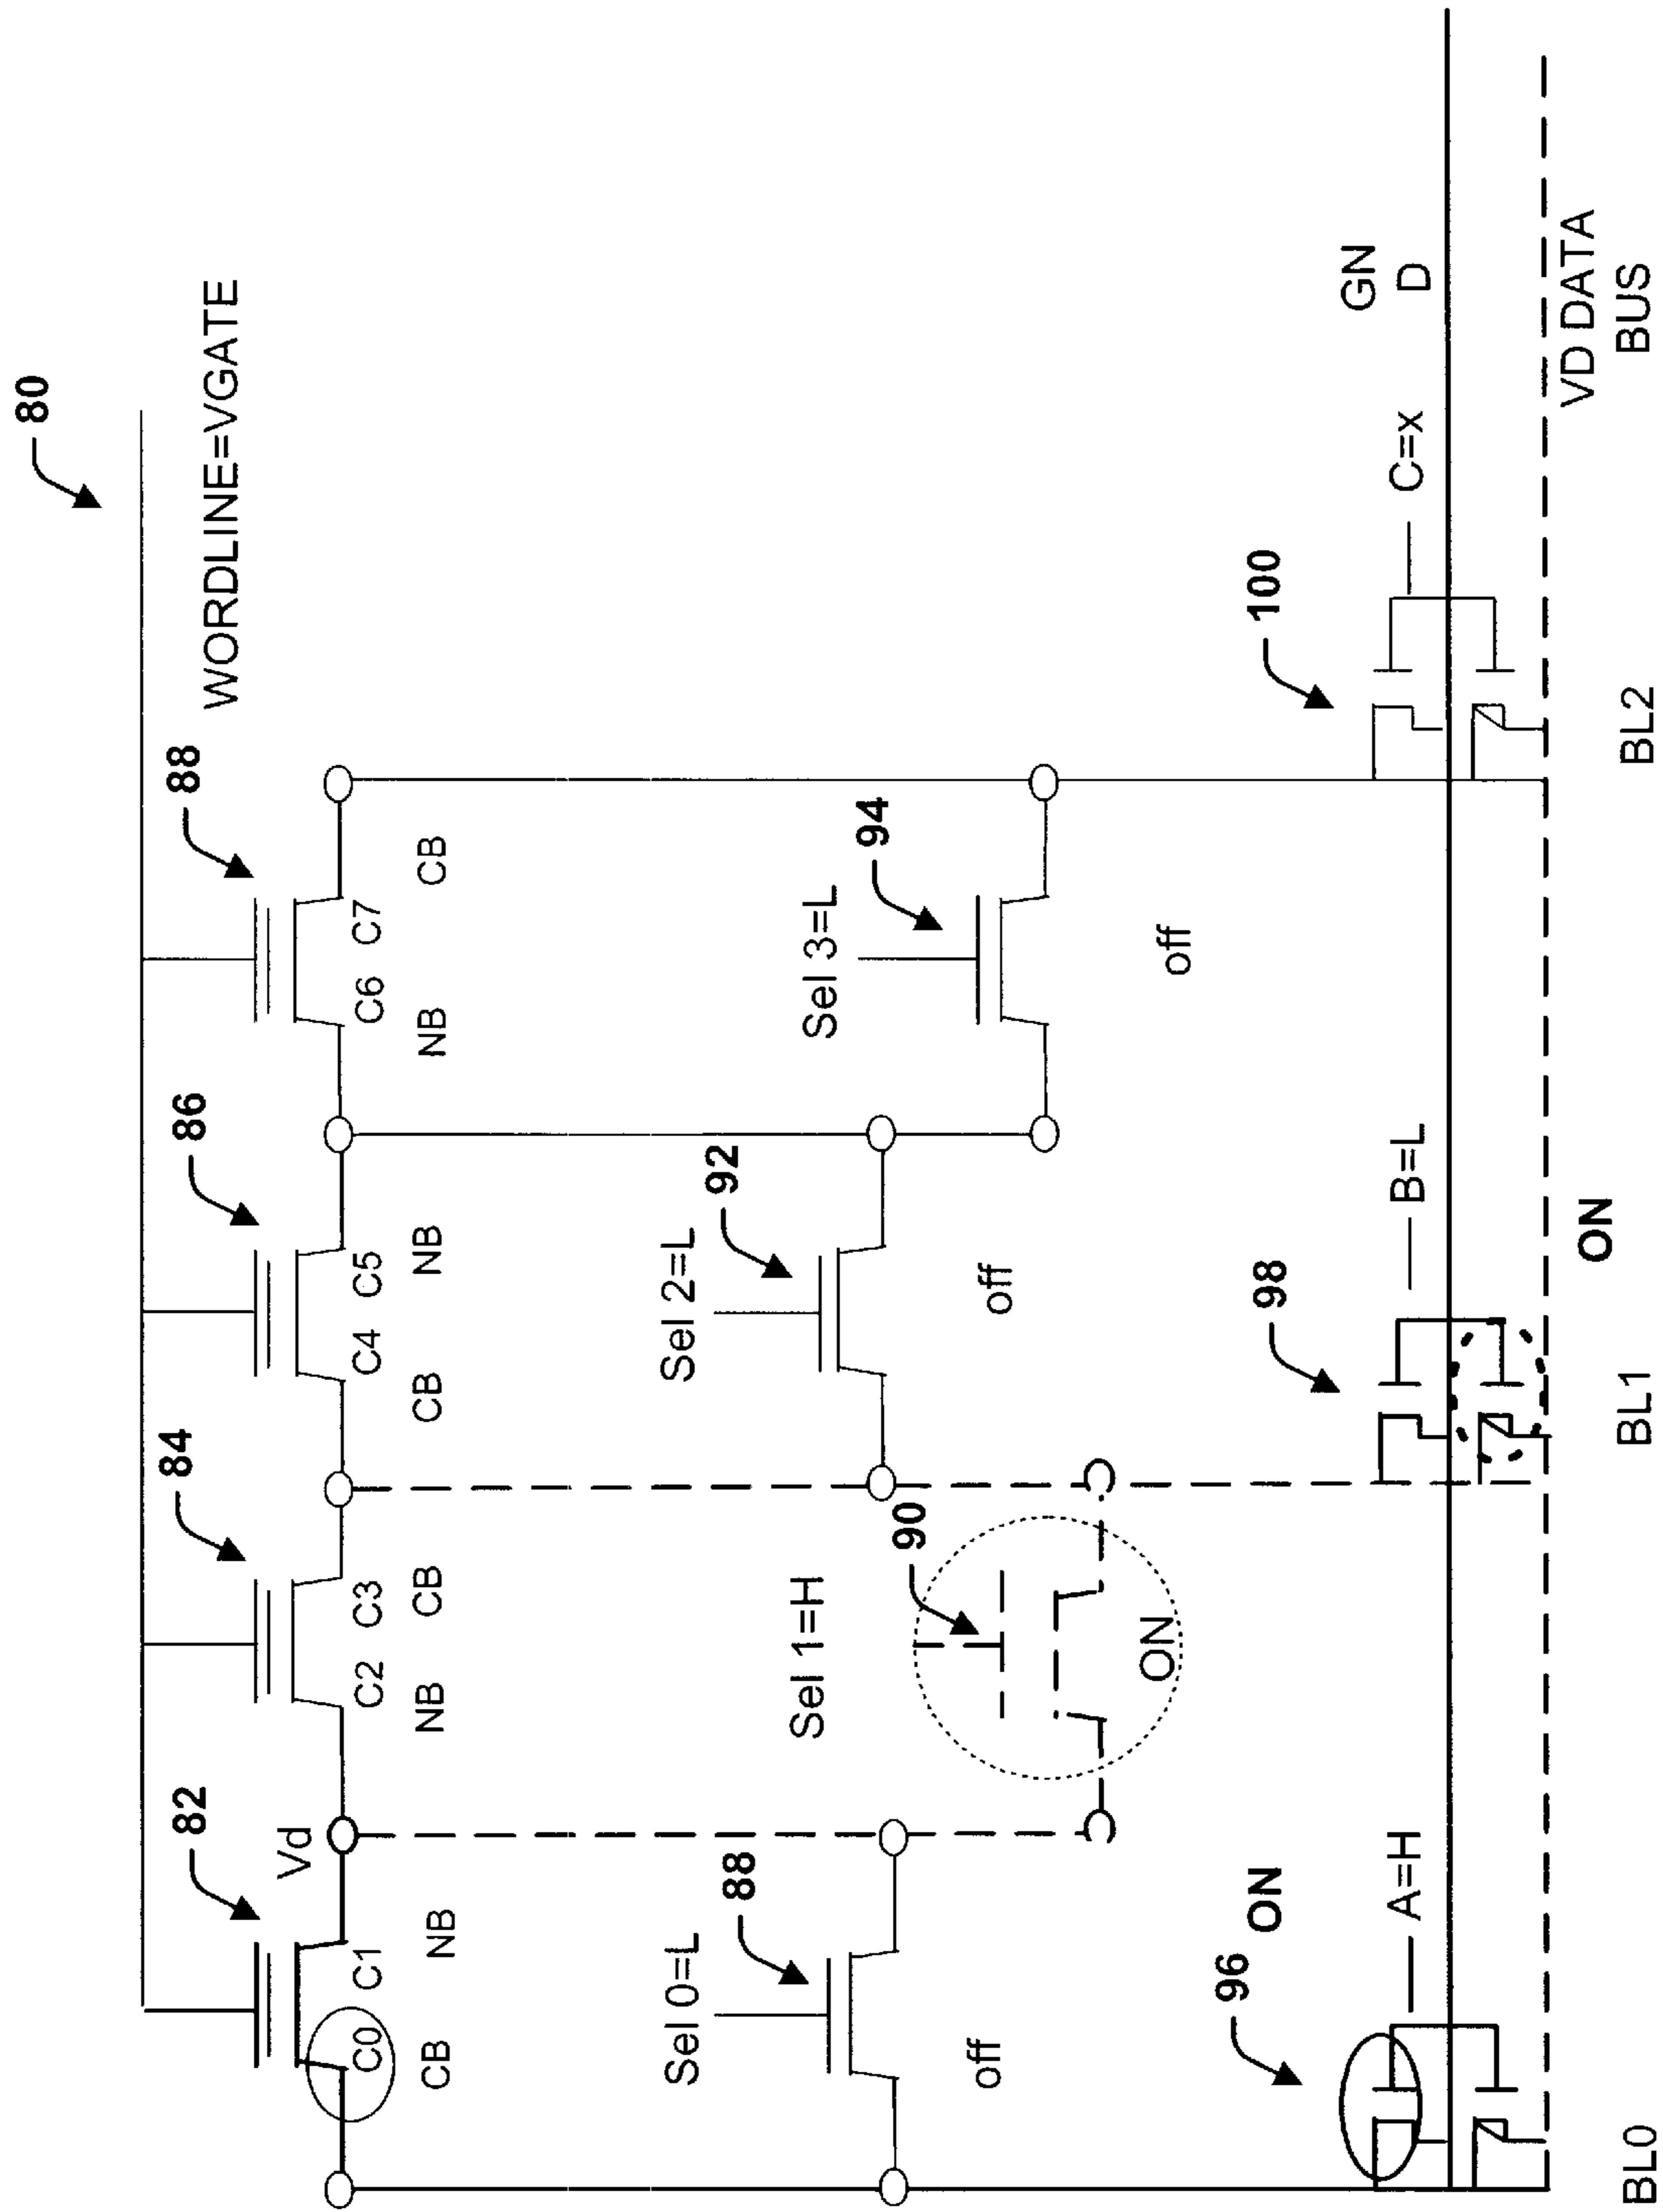 80
WORDLINE=VGATE
82
84
86
88
Vd
C0 C1
C2 C3
C4 C5
C6 C7
CB NB
NB CB
CB NB
NB CB
Sel 0=L
88
off
Sel 1=H
90
ON
Sel 2=L
92
off
Sel 3=L
94
off
96
ON
A=H
98
B=L
100
C=x
GN
D
VD DATA
BUS
BL0
BL1
ON
BL2